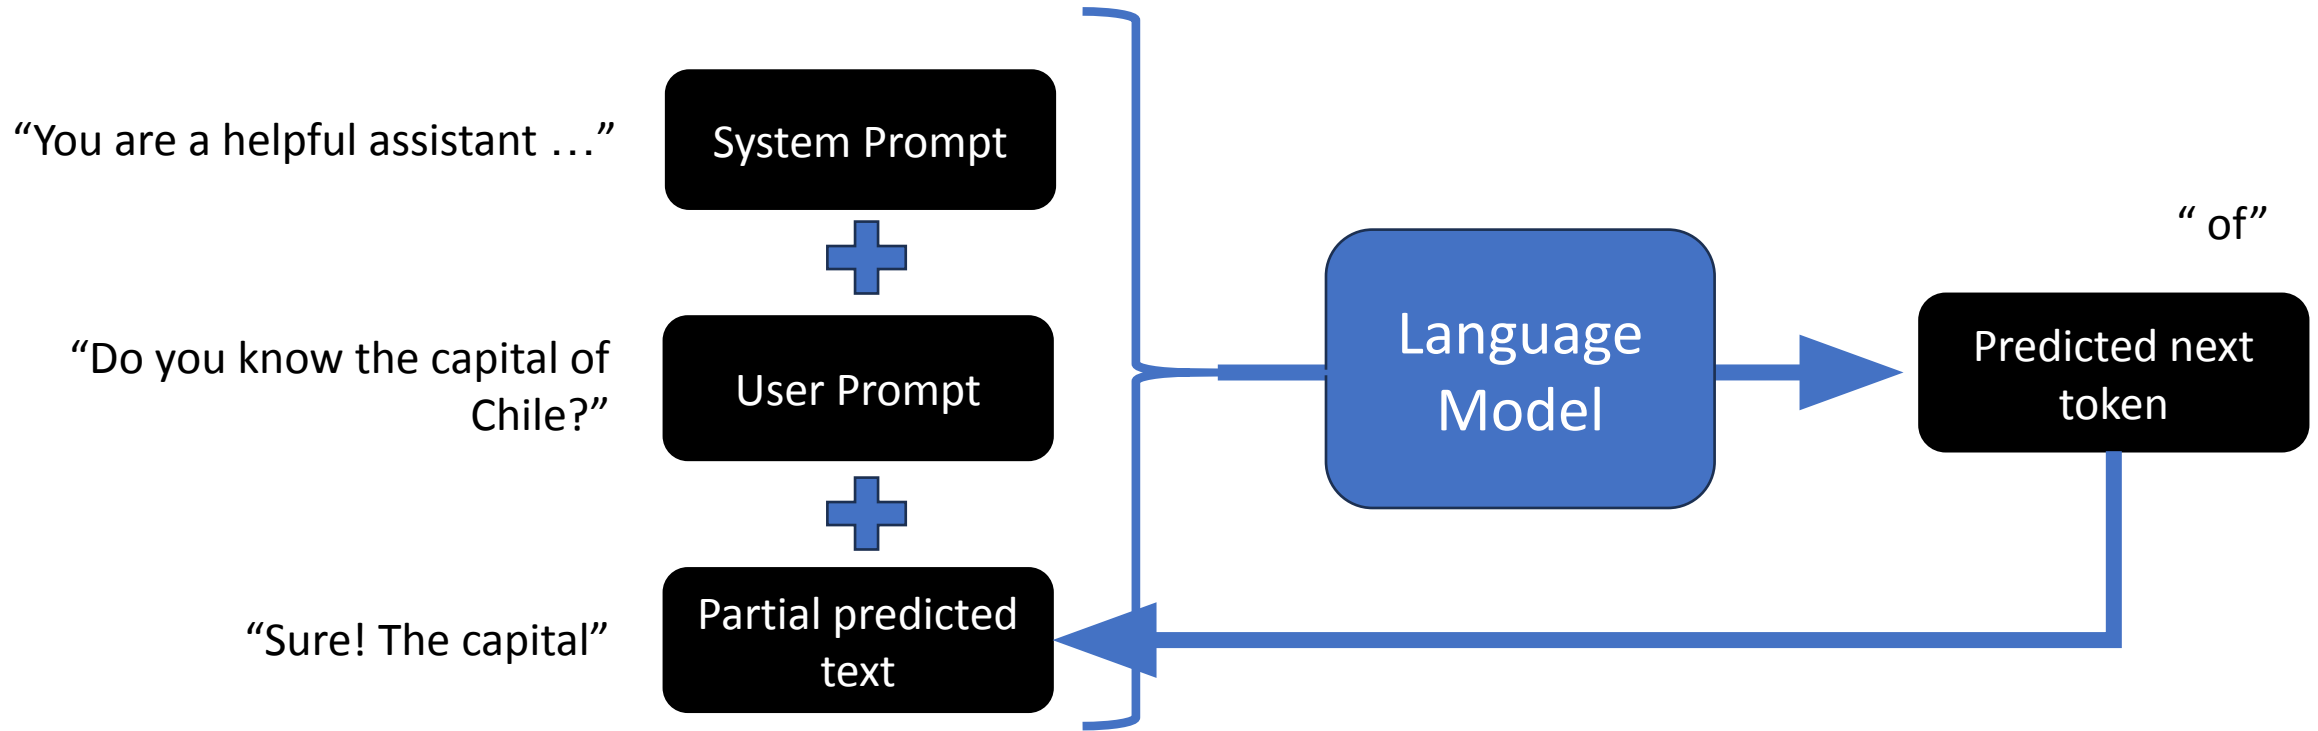 “You are a helpful assistant …”
System Prompt
“Do you know the capital of
Chile?”
User Prompt
“Sure! The capital”
Partial predicted
text
Language
Model
“ of”
Predicted next
token